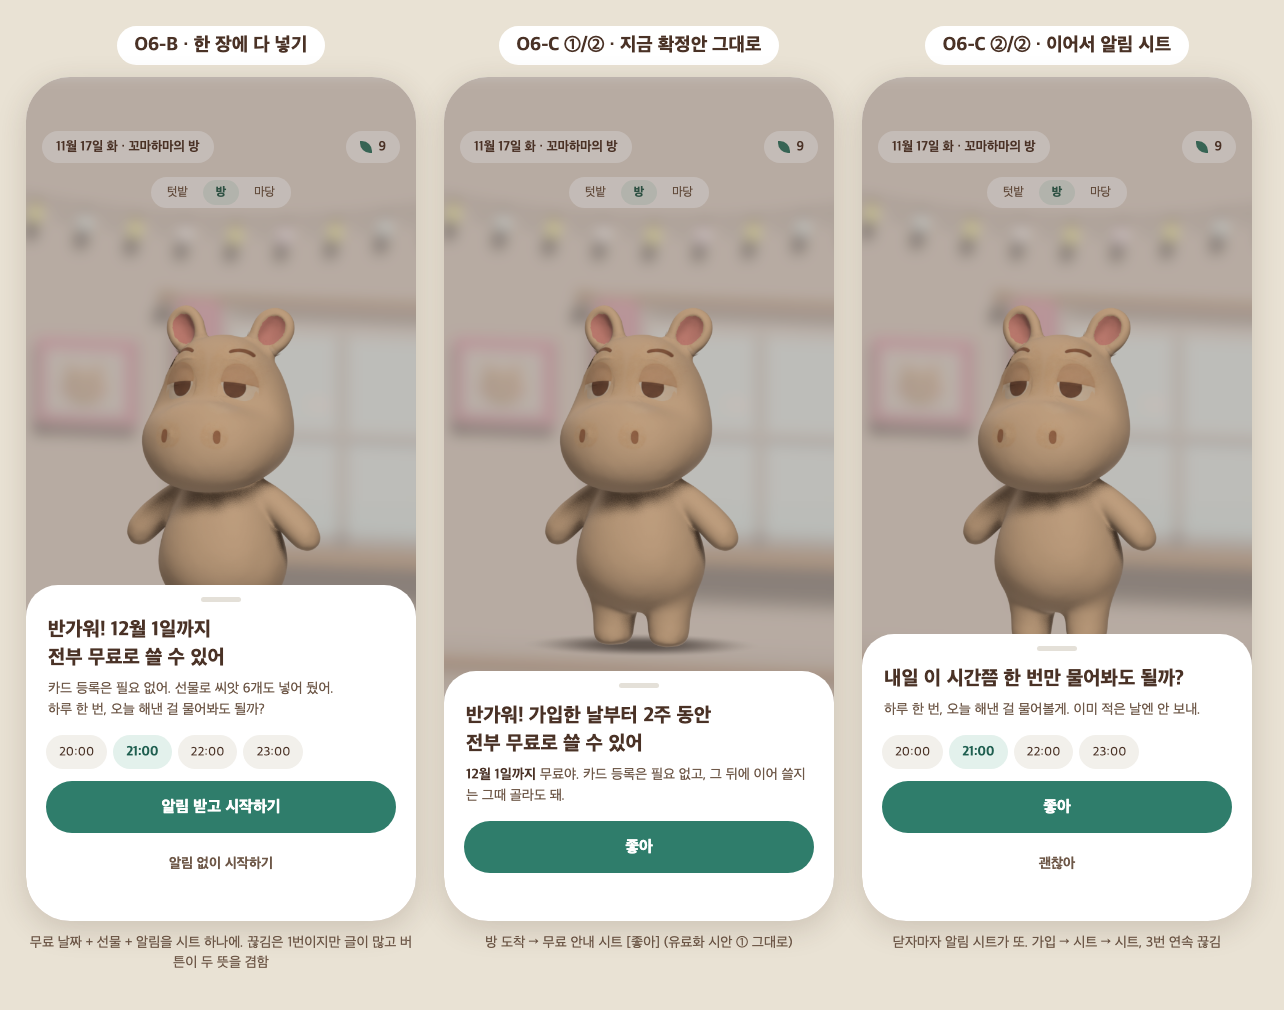 O6-B · 한 장에 다 넣기
11월 17일 화 · 꼬마하마의 방
9
텃밭 방 마당
반가워! 12월 1일까지
전부 무료로 쓸 수 있어
카드 등록은 필요 없어. 선물로 씨앗 6개도 넣어 뒀어.
하루 한 번, 오늘 해낸 걸 물어봐도 될까?
20:00 21:00 22:00 23:00
알림 받고 시작하기
알림 없이 시작하기
무료 날짜 + 선물 + 알림을 시트 하나에. 끊김은 1번이지만 글이 많고 버
튼이 두 뜻을 겸함
O6-C ①/② · 지금 확정안 그대로
11월 17일 화 · 꼬마하마의 방
9
텃밭 방 마당
반가워! 가입한 날부터 2주 동안
전부 무료로 쓸 수 있어
12월 1일까지 무료야. 카드 등록은 필요 없고, 그 뒤에 이어 쓸지
는 그때 골라도 돼.
좋아
방 도착 → 무료 안내 시트 [좋아] (유료화 시안 ① 그대로)
O6-C ②/② · 이어서 알림 시트
11월 17일 화 · 꼬마하마의 방
9
텃밭 방 마당
내일 이 시간쯤 한 번만 물어봐도 될까?
하루 한 번, 오늘 해낸 걸 물어볼게. 이미 적은 날엔 안 보내.
20:00 21:00 22:00 23:00
좋아
괜찮아
닫자마자 알림 시트가 또. 가입 → 시트 → 시트, 3번 연속 끊김